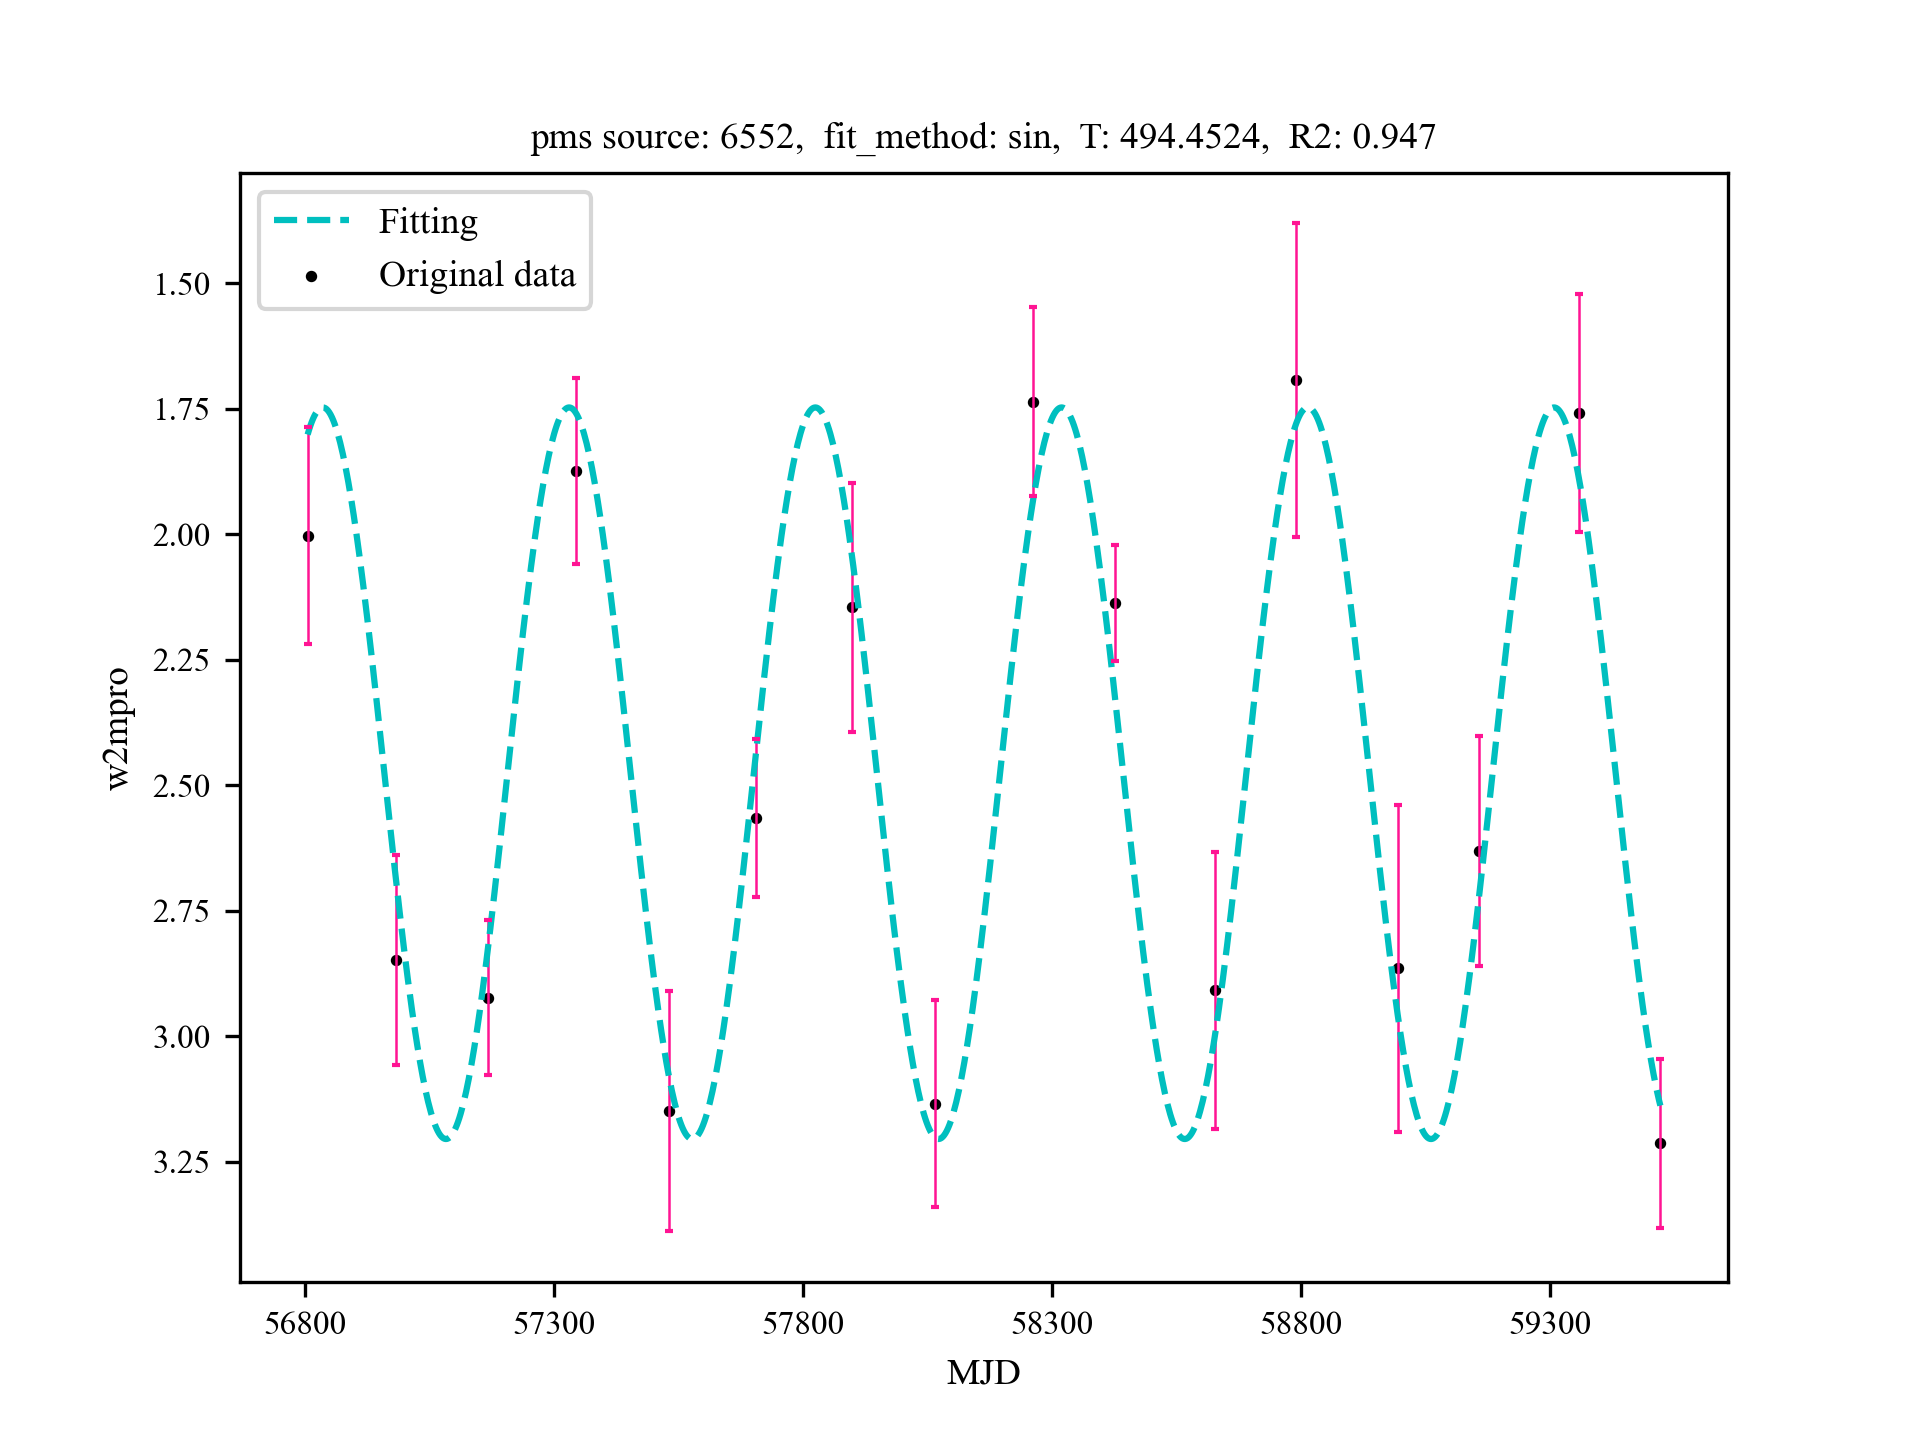 pms source: 6552,  fit_method: sin,  T: 494.4524,  R2: 0.947
Fitting
Original data
1.50
1.75
2.00
2.25
2.50
2.75
3.00
3.25
w2mpro
56800 57300 57800 58300 58800 59300
MJD